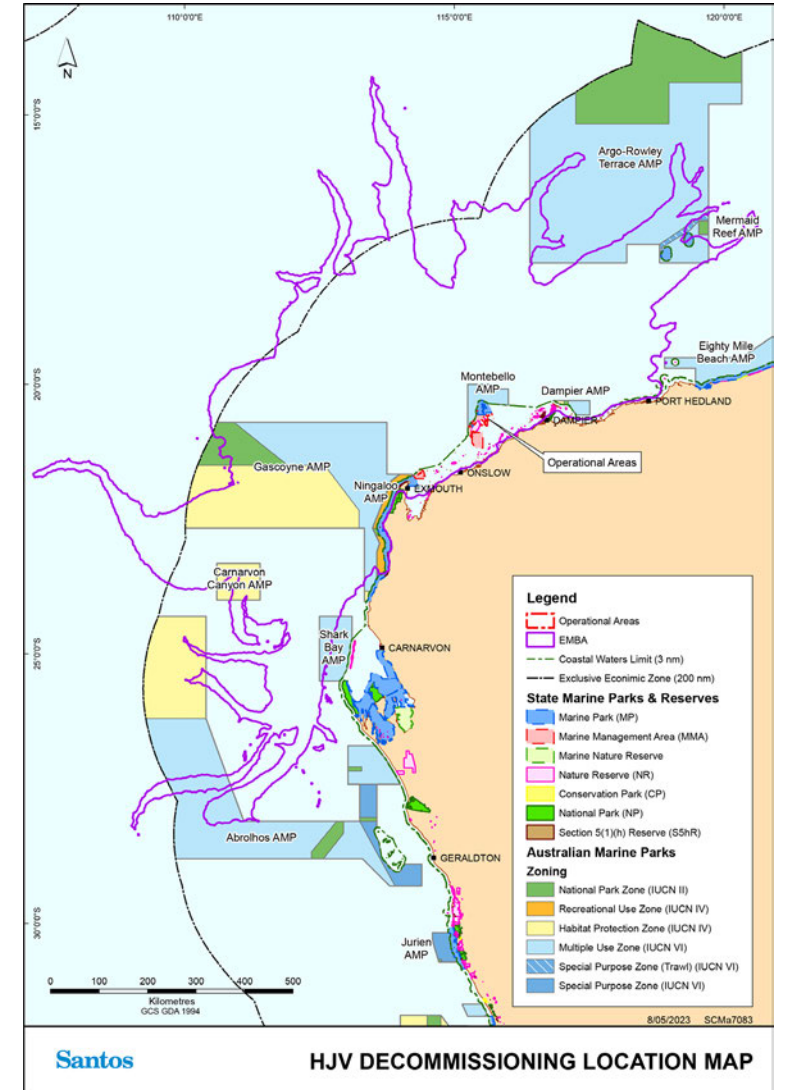 110°0'0"E
115°0'0"E
120°0'0"E
N
15°0'0"S
20°0'0"S
25°0'0"S
30°0'0"S
Argo-Rowley
Terrace AMP
Mermaid
Reef AMP
Eighty Mile
Beach AMP
Montebello
AMP
Dampier AMP
PORT HEDLAND
DAMPIER
Operational Areas
ONSLOW
Gascoyne AMP
Ningaloo
AMP
EXMOUTH
Carnarvon
Canyon AMP
Shark
Bay
AMP
CARNARVON
Abrolhos AMP
GERALDTON
Jurien
AMP
Legend
Operational Areas
EMBA
Coastal Waters Limit (3 nm)
Exclusive Econimic Zone (200 nm)
State Marine Parks & Reserves
Marine Park (MP)
Marine Management Area (MMA)
Marine Nature Reserve
Nature Reserve (NR)
Conservation Park (CP)
National Park (NP)
Section 5(1)(h) Reserve (S5hR)
Australian Marine Parks
Zoning
National Park Zone (IUCN II)
Recreational Use Zone (IUCN IV)
Habitat Protection Zone (IUCN IV)
Multiple Use Zone (IUCN VI)
Special Purpose Zone (Trawl) (IUCN VI)
Special Purpose Zone (IUCN VI)
0 100 200 300 400 500
Kilometres
GCS GDA 1994
8/05/2023 SCMa7083
Santos
HJV DECOMMISSIONING LOCATION MAP